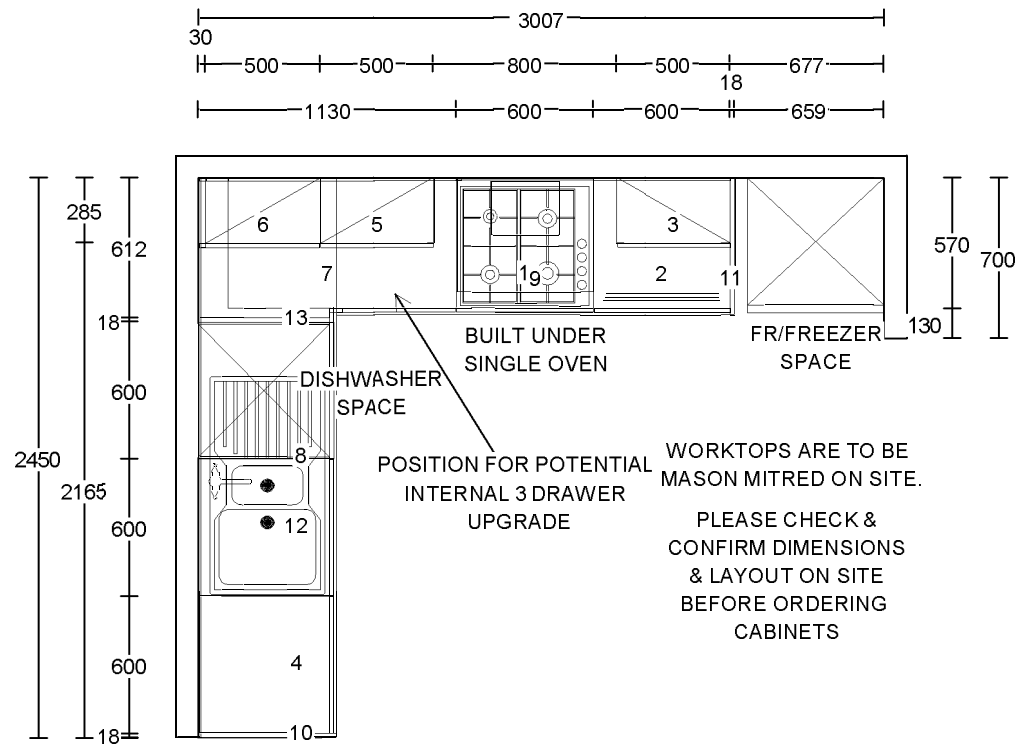 3007
30
500 500 800 500 677
18
1130 600 600 659
285
612
6 5 3
7 19 2 11
570
700
18
13
130
BUILT UNDER
SINGLE OVEN
FR/FREEZER
SPACE
600
DISHWASHER
SPACE
2450
2165
8
POSITION FOR POTENTIAL
INTERNAL 3 DRAWER
UPGRADE
WORKTOPS ARE TO BE
MASON MITRED ON SITE.
600
12
PLEASE CHECK &
CONFIRM DIMENSIONS
& LAYOUT ON SITE
BEFORE ORDERING
CABINETS
600
4
18
10